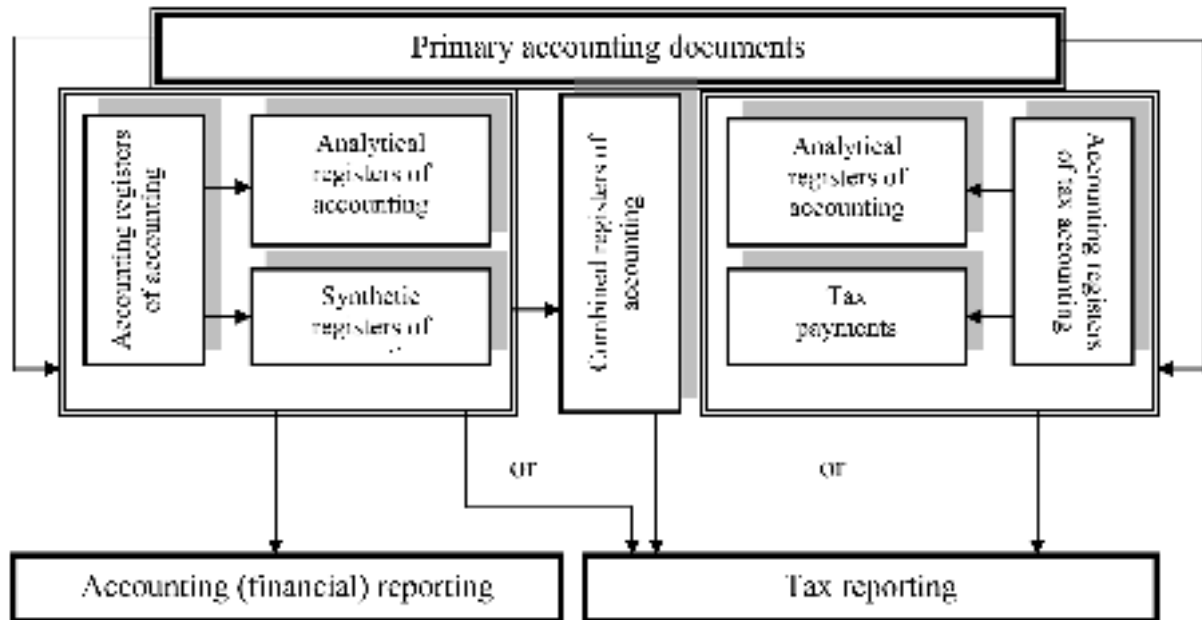 Primary accounting documents
Accounting registers
of accounting
Analytical
registers of
accounting
Synthetic
registers of
Combined registers of
accounting
Analytical
registers of
accounting
Tax
payments
Accounting registers
of tax accounting
or
or
Accounting (financial) reporting
Tax reporting